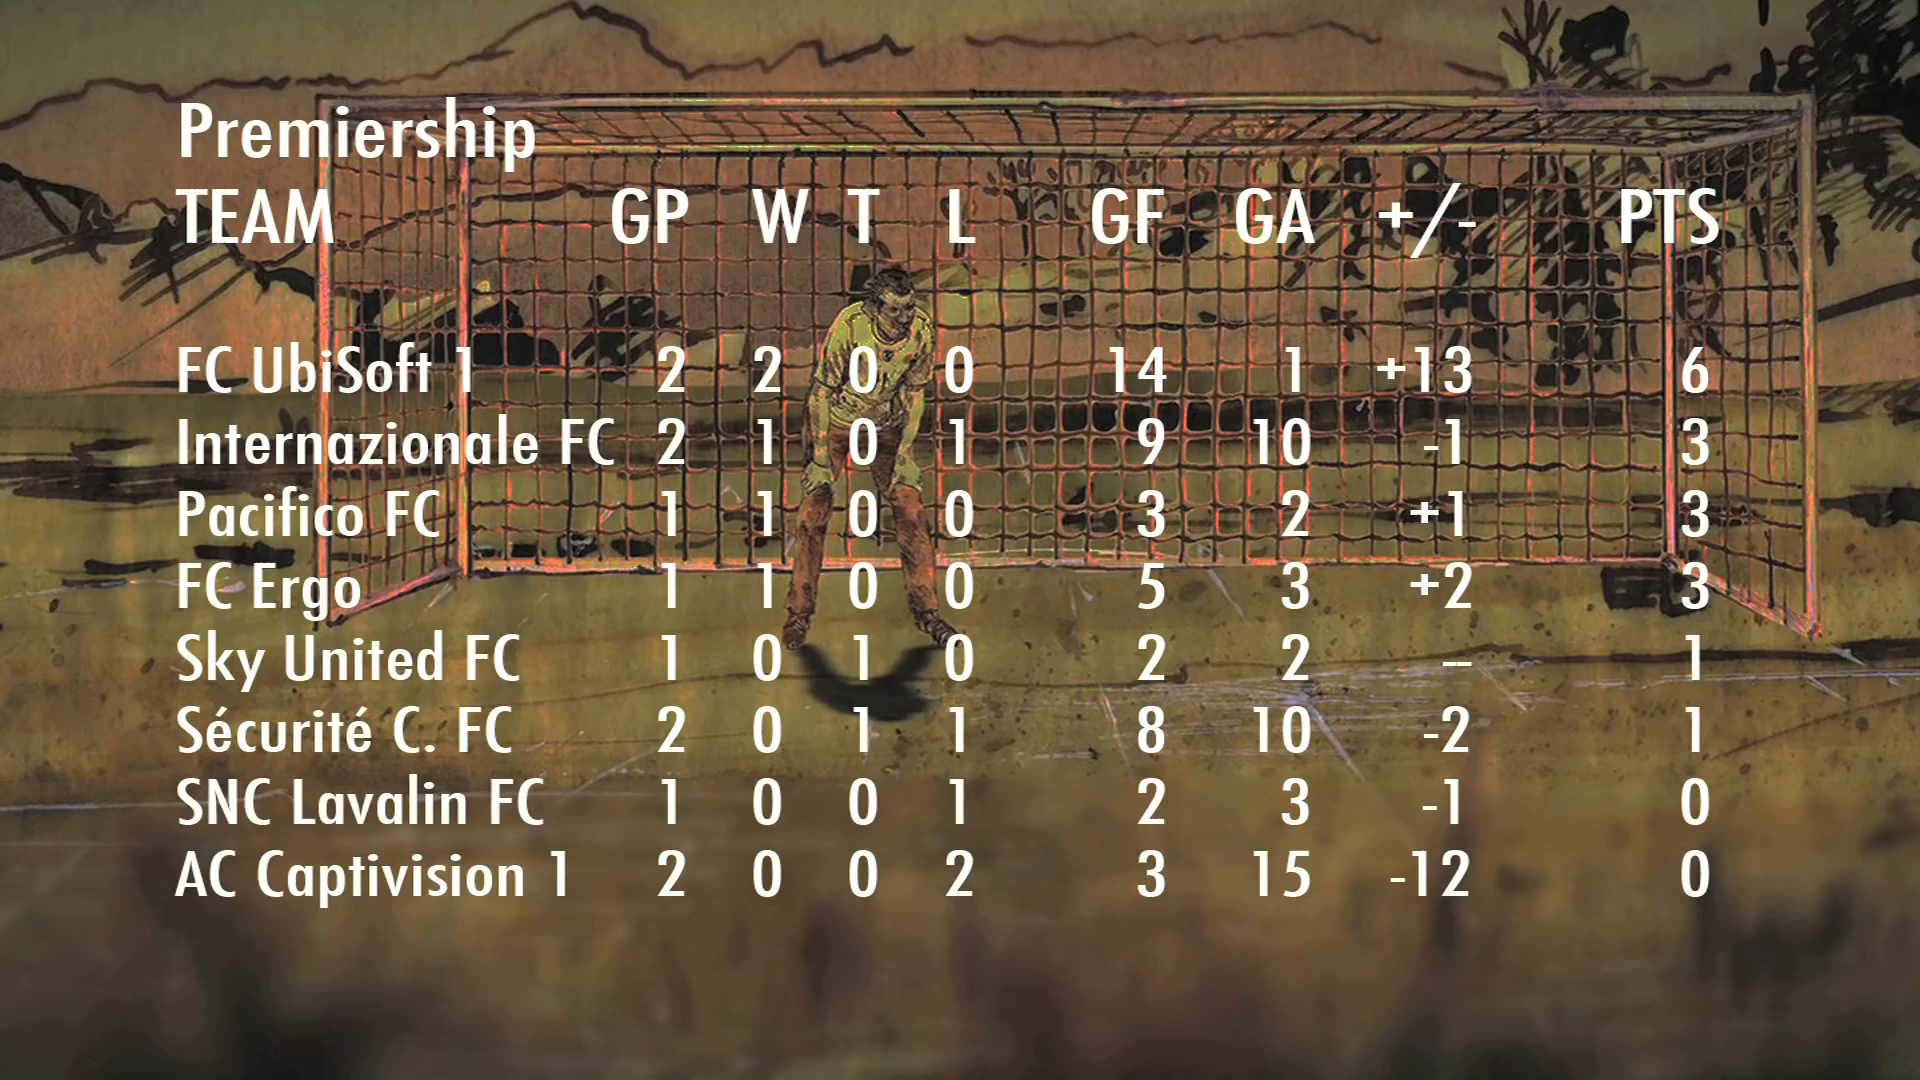 Premiership
TEAM GP W T L GF GA +/- PTS
FC UbiSoft 1 2 2 0 0 14 1 +13 6
Internazionale FC 2 1 0 1 9 10 -1 3
Pacifico FC 1 1 0 0 3 2 +1 3
FC Ergo 1 1 0 0 5 3 +2 3
Sky United FC 1 0 1 0 2 2 -- 1
Sécurité C. FC 2 0 1 1 8 10 -2 1
SNC Lavalin FC 1 0 0 1 2 3 -1 0
AC Captivision 1 2 0 0 2 3 15 -12 0